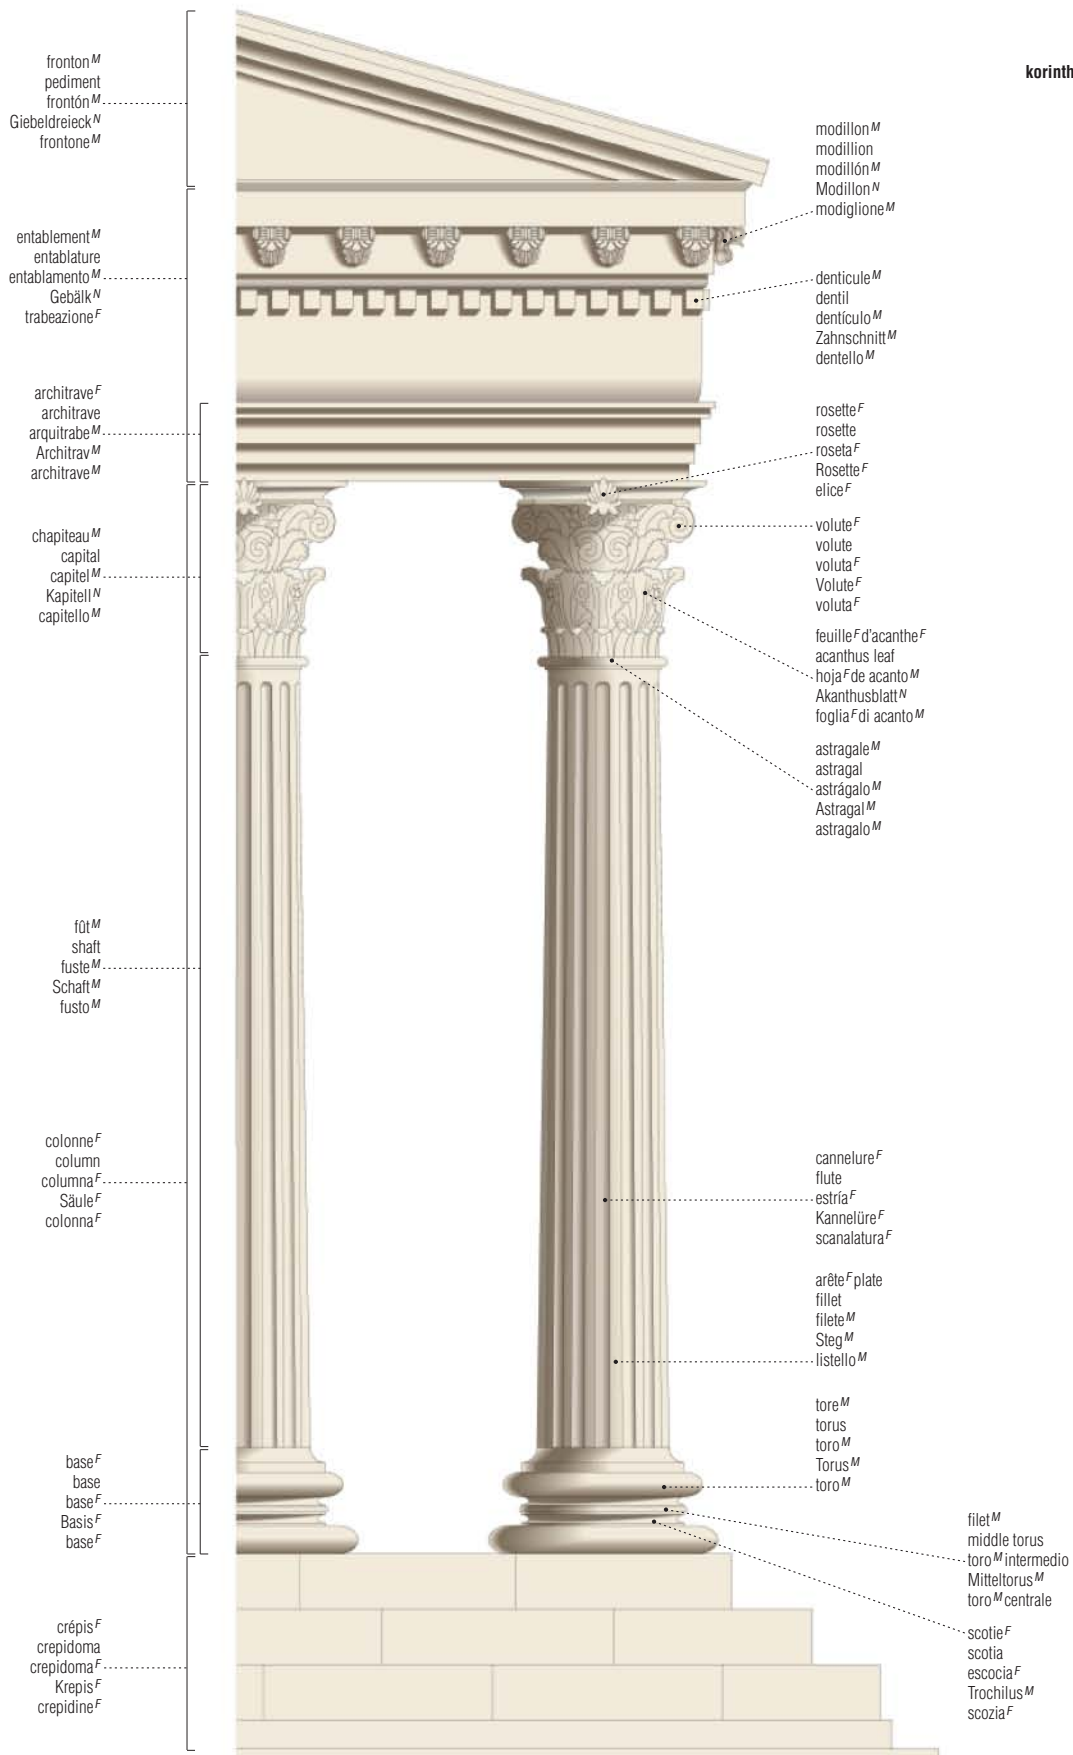 korinth
fronton M
pediment
frontón M
Giebeldreieck N
frontone M
entablement M
entablature
entablamento M
Gebälk N
trabeazione F
architrave F
architrave
arquitrabe M
Architrav M
architrave M
chapiteau M
capital
capitel M
Kapitell N
capitello M
fût M
shaft
fuste M
Schaft M
fusto M
colonne F
column
columna F
Säule F
colonna F
base F
base
base F
Basis F
base F
crépis F
crepidoma
crepidoma F
Krepis F
crepidine F
modillon M
modillion
modillón M
Modillon N
modiglione M
denticule M
dentil
dentículo M
Zahnschnitt M
dentello M
rosette F
rosette
roseta F
Rosette F
elice F
volute F
volute
voluta F
Volute F
voluta F
feuille F d'acanthe F
acanthus leaf
hoja F de acanto M
Akanthusblatt N
foglia F di acanto M
astragale M
astragal
astrágalo M
Astragal M
astragalo M
cannelure F
flute
estría F
Kannelüre F
scanalatura F
arête F plate
fillet
filete M
Steg M
listello M
tore M
torus
toro M
Torus M
toro M
filet M
middle torus
toro M intermedio
Mitteltorus M
toro M centrale
scotie F
scotia
escocia F
Trochilus M
scozia F